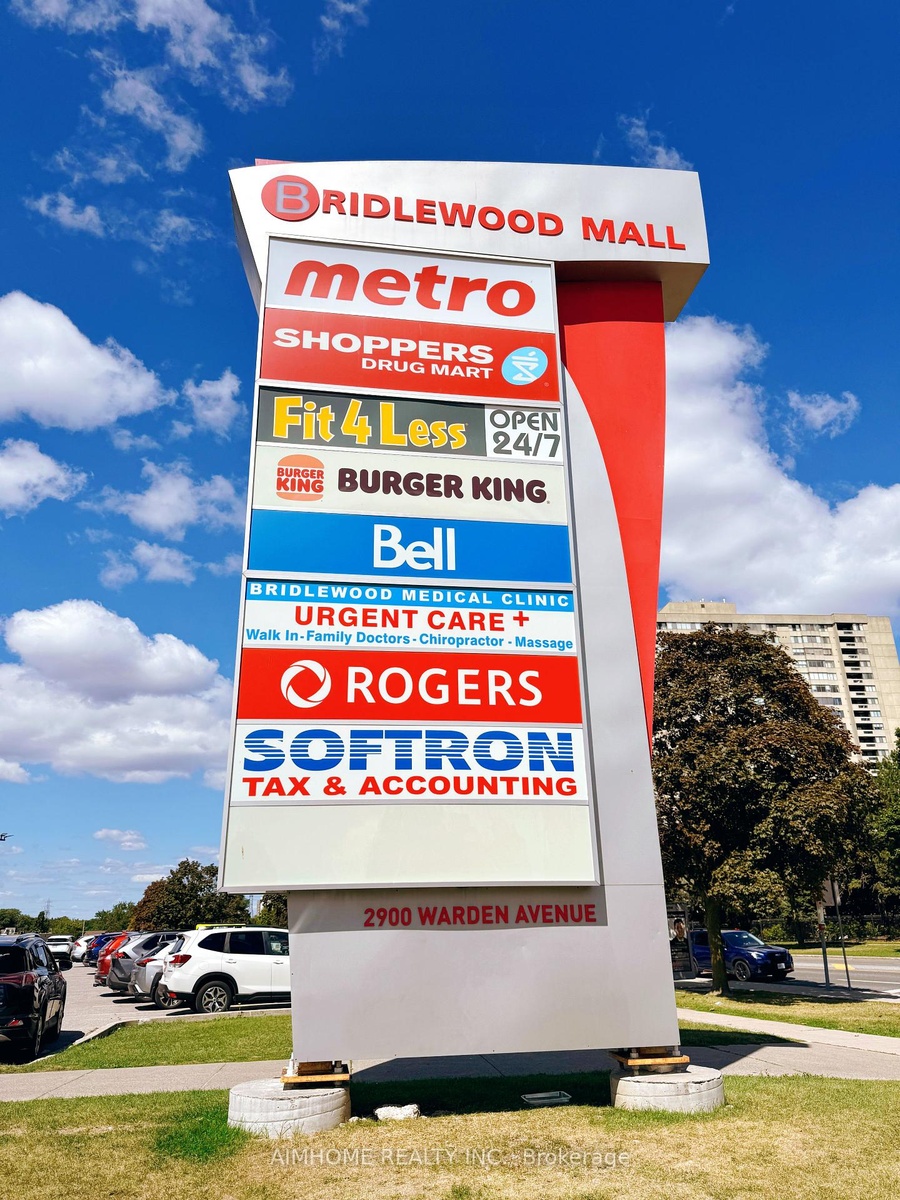 BRIDLEWOOD MALL
metro
SHOPPERS
DRUG MART
Fit 4 Less
OPEN
24/7
BURGER
KING
BURGER KING
Bell
BRIDLEWOOD MEDICAL CLINIC
URGENT CARE +
Walk In-Family Doctors - Chiropractor - Massage
ROGERS
SOFTRON
TAX & ACCOUNTING
2900 WARDEN AVENUE
AIMHOME REALTY INC., Brokerage